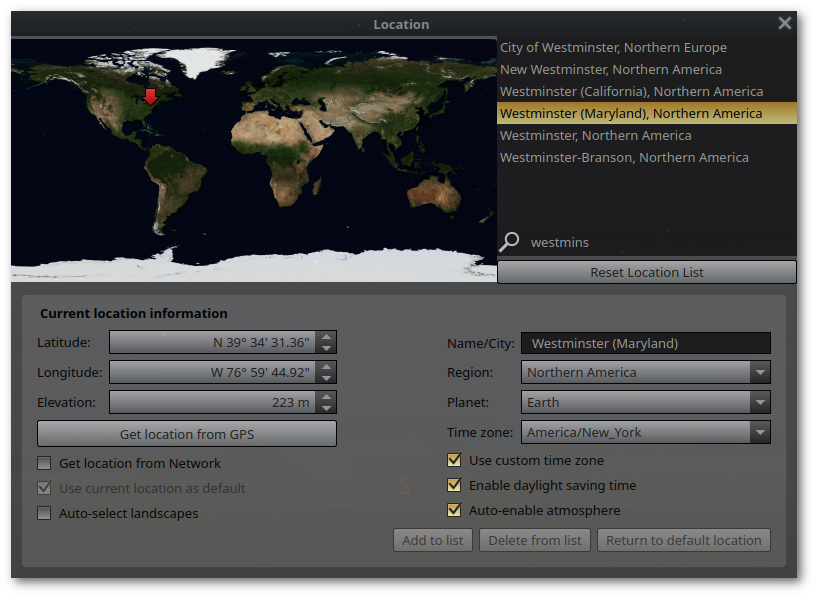 Location
City of Westminster, Northern Europe
New Westminster, Northern America
Westminster (California), Northern America
Westminster (Maryland), Northern America
Westminster, Northern America
Westminster-Branson, Northern America
westmins
Reset Location List
Current location information
Latitude: N 39° 34' 31.36"
Longitude: W 76° 59' 44.92"
Elevation: 223 m
Get location from GPS
Get location from Network
Use current location as default
Auto-select landscapes
Name/City: Westminster (Maryland)
Region: Northern America
Planet: Earth
Time zone: America/New_York
Use custom time zone
Enable daylight saving time
Auto-enable atmosphere
S
Add to list Delete from list Return to default location